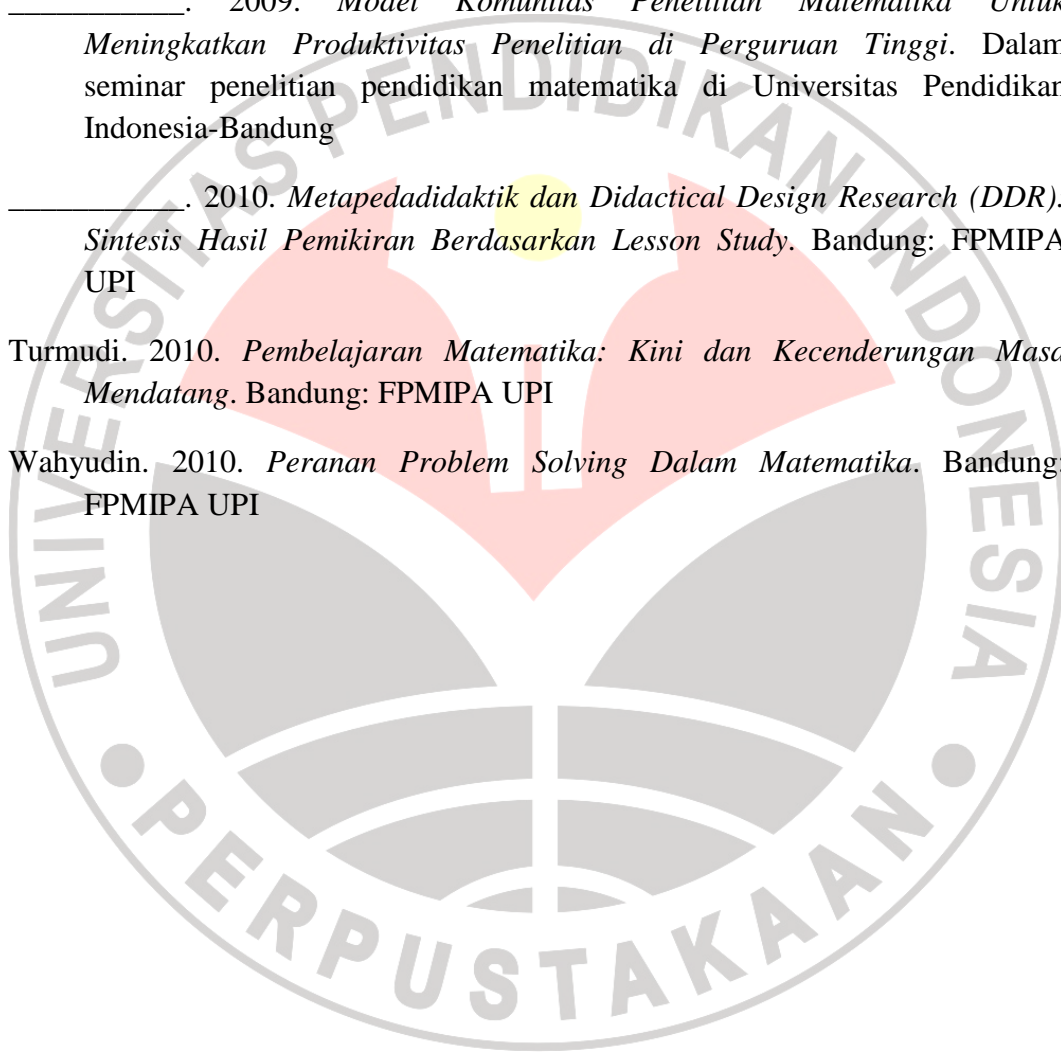 ___________. 2009. Model Komunitas Penelitian Matematika Untuk
Meningkatkan Produktivitas Penelitian di Perguruan Tinggi. Dalam
seminar penelitian pendidikan matematika di Universitas Pendidikan
Indonesia-Bandung
___________. 2010. Metapedadidaktik dan Didactical Design Research (DDR).
Sintesis Hasil Pemikiran Berdasarkan Lesson Study. Bandung: FPMIPA
UPI
Turmudi. 2010. Pembelajaran Matematika: Kini dan Kecenderungan Masa
Mendatang. Bandung: FPMIPA UPI
Wahyudin. 2010. Peranan Problem Solving Dalam Matematika. Bandung:
FPMIPA UPI
UNIVERSITAS PENDIDIKAN INDONESIA
PERPUSTAKAAN